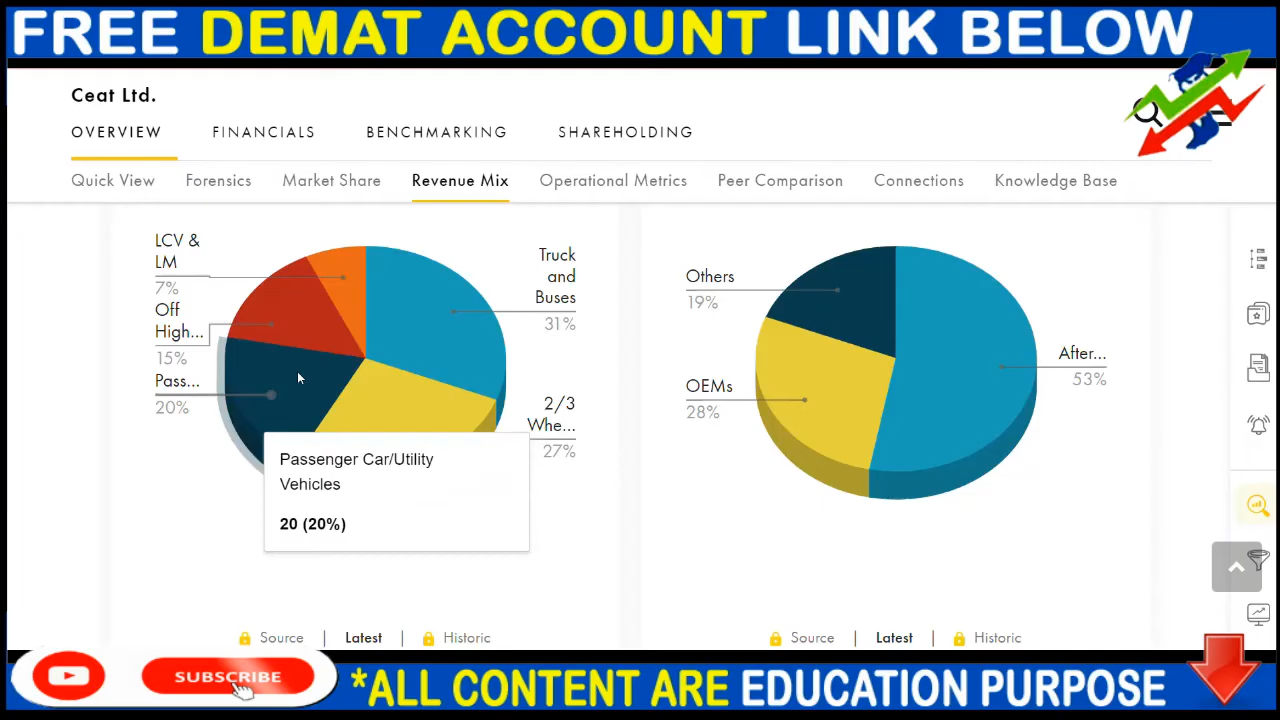 FREE DEMAT ACCOUNT LINK BELOW
Ceat Ltd.
OVERVIEW FINANCIALS BENCHMARKING SHAREHOLDING
Quick View Forensics Market Share Revenue Mix Operational Metrics Peer Comparison Connections Knowledge Base
LCV &
LM
7%
Off
High...
15%
Pass...
20%
Truck
and
Buses
31%
2/3
Whe...
27%
Passenger Car/Utility
Vehicles
20 (20%)
Source | Latest | Historic
Others
19%
OEMs
28%
After...
53%
Source | Latest | Historic
SUBSCRIBE
*ALL CONTENT ARE EDUCATION PURPOSE